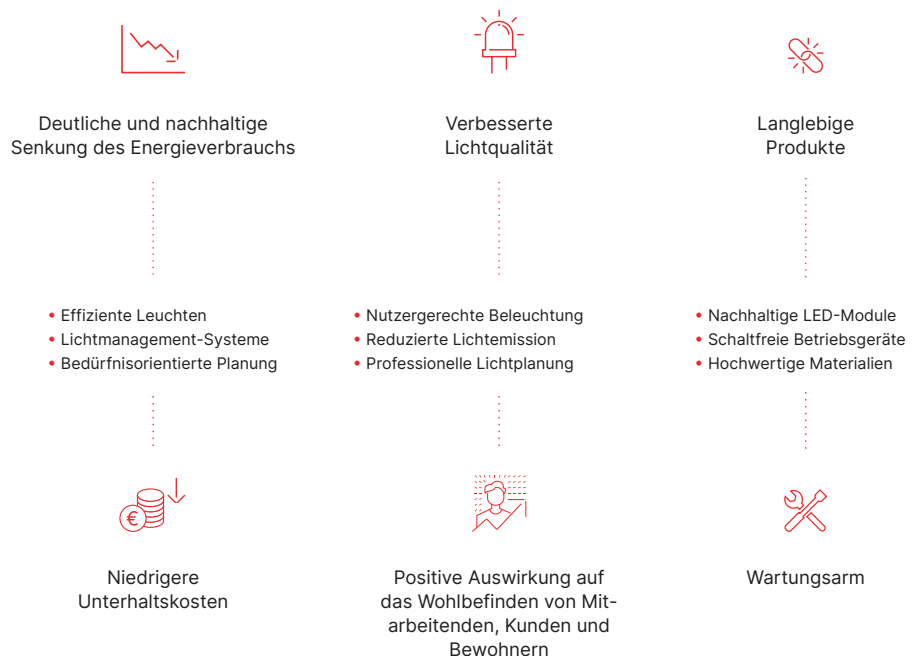 Deutliche und nachhaltige
Senkung des Energieverbrauchs
• Effiziente Leuchten
• Lichtmanagement-Systeme
• Bedürfnisorientierte Planung
€
Niedrigere
Unterhaltskosten
Verbesserte
Lichtqualität
• Nutzergerechte Beleuchtung
• Reduzierte Lichtemission
• Professionelle Lichtplanung
Positive Auswirkung auf
das Wohlbefinden von Mit-
arbeitenden, Kunden und
Bewohnern
Langlebige
Produkte
• Nachhaltige LED-Module
• Schaltfreie Betriebsgeräte
• Hochwertige Materialien
Wartungsarm